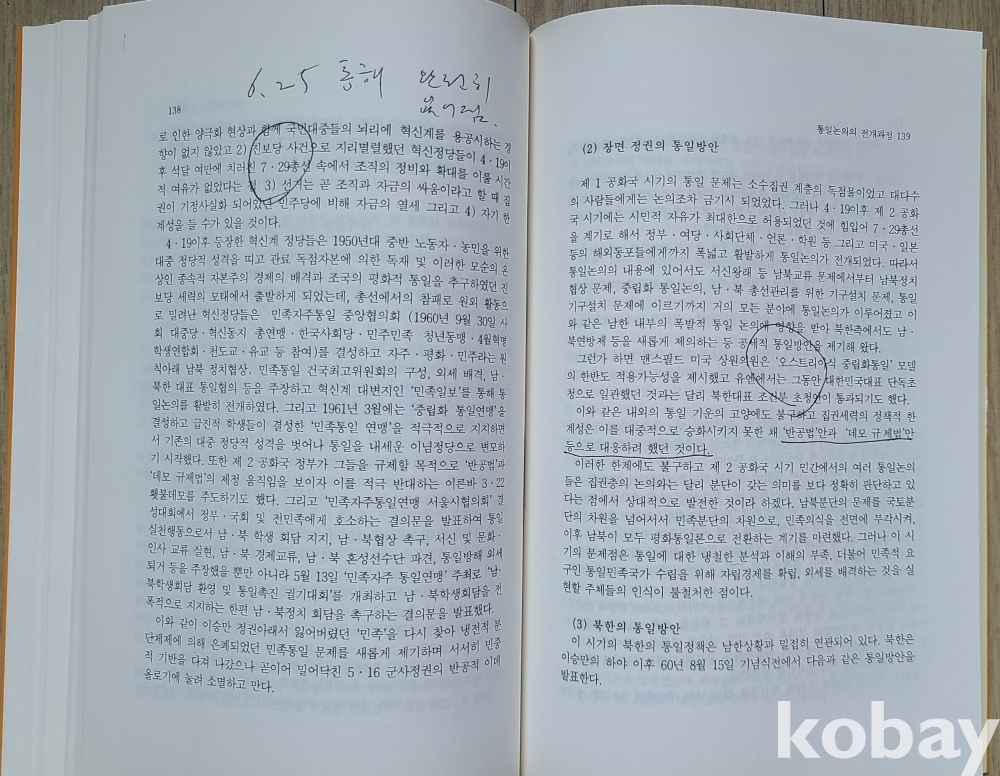 6.25 통해 완전히
없어짐.
138
로 인한 양극화 현상과 함께 국민대중들의 뇌리에 혁신계를 용공시하는 경
향이 없지 않았고 2) 진보당 사건으로 지리멸렬했던 혁신정당들이 4·19이
후 석달 여만에 치러진 7·29총선 속에서 조직의 정비와 확대를 이룰 시간
적 여유가 없었다는 점 3) 선거는 곧 조직과 자금의 싸움이라고 할 때 집
권이 기정사실화 되어있던 민주당에 비해 자금의 열세 그리고 4) 자기 한
계성을 들 수가 있을 것이다.
4·19이후 등장한 혁신계 정당들은 1950년대 중반 노동자·농민을 위한
대중 정당적 성격을 띠고 관료 독점자본에 의한 독재 및 이러한 모순의 온
상인 종속적 자본주의 경제의 배격과 조국의 평화적 통일을 추구하였던 진
보당 세력의 모태에서 출발하게 되었는데, 총선에서의 참패로 원외 활동으
로 밀려난 혁신정당들은 민족자주통일 중앙협의회 (1960년 9월 30일 사
회 대중당·혁신동지 총연맹·한국사회당·민주민족 청년동맹·4월혁명
학생연합회·천도교·유교 등 참여)를 결성하고 자주·평화·민주라는 원
칙아래 남북 정치협상, 민족통일 건국최고위원회의 구성, 외세 배격, 남·
북한 대표 통일협의 등을 주장하고 혁신계 대변지인 '민족일보'를 통해 통
일논의를 활발히 전개하였다. 그리고 1961년 3월에는 '중립화 통일연맹'을
결성하고 급진적 학생들이 결성한 '민족통일 연맹'을 적극적으로 지지하면
서 기존의 대중 정당적 성격을 벗어나 통일을 내세운 이념정당으로 변모하
기 시작했다. 또한 제 2 공화국 정부가 그들을 규제할 목적으로 '반공법'과
'데모 규제법'의 제정 움직임을 보이자 이를 적극 반대하는 이른바 3·22
횃불데모를 주도하기도 했다. 그리고 '민족자주통일연맹 서울시협의회' 결
성대회에서 정부·국회 및 전민족에게 호소하는 결의문을 발표하여 통일
실천행동으로서 남·북 학생 회담 지지, 남·북협상 촉구, 서신 및 문화·
인사 교류 실현, 남·북 경제교류, 남·북 혼성선수단 파견, 통일방해 외세
퇴거 등을 주장했을 뿐만 아니라 5월 13일 '민족자주 통일연맹' 주최로 '남·
북학생회담 환영 및 통일촉진 궐기대회'를 개최하고 남·북학생회담을 전
폭적으로 지지하는 한편 남·북정치 회담을 촉구하는 결의문을 발표했다.
이와 같이 이승만 정권아래서 잃어버렸던 '민족'을 다시 찾아 냉전적 분
단체제에 의해 은폐되었던 민족통일 문제를 새롭게 제기하며 서서히 민중
적 기반을 다져 나갔으나 곧이어 밀어닥친 5·16 군사정권의 반공적 이데
올로기에 눌려 소멸하고 만다.
통일논의의 전개과정 139
(2) 장면 정권의 통일방안
제 1 공화국 시기의 통일 문제는 소수집권 계층의 독점물이었고 대다수
의 사람들에게는 논의조차 금기시 되었었다. 그러나 4·19이후 제 2 공화
국 시기에는 시민적 자유가 최대한으로 허용되었던 것에 힘입어 7·29총선
을 계기로 해서 정부·여당·사회단체·언론·학원 등 그리고 미국·일본
등의 해외동포들에게까지 폭넓고 활발하게 통일논의가 전개되었다. 따라서
통일논의의 내용에 있어서도 서신왕래 등 남북교류 문제에서부터 남북정치
협상 문제, 중립화 통일논의, 남·북 총선관리를 위한 기구설치 문제, 통일
기구설치 문제에 이르기까지 거의 모든 분야에 통일논의가 이루어졌고 이
와 같은 남한 내부의 폭발적 통일 논의에 영향을 받아 북한측에서도 남·
북연방제 등을 새롭게 제의하는 등 공세적 통일방안을 제기해 왔다.
그런가 하면 맨스필드 미국 상원의원은 '오스트리아식 중립화통일' 모델
의 한반도 적용가능성을 제시했고 유엔에서는 그동안 대한민국대표 단독초
청으로 일관했던 것과는 달리 북한대표 조건부 초청안이 통과되기도 했다.
이와 같은 내외의 통일 기운의 고양에도 불구하고 집권세력의 정책적 한
계성은 이를 대중적으로 승화시키지 못한 채 '반공법'안과 '데모 규제법'안
등으로 대응하려 했던 것이다.
이러한 한계에도 불구하고 제 2 공화국 시기 민간에서의 여러 통일논의
들은 집권층의 논의와는 달리 분단이 갖는 의미를 보다 정확히 판단하고 있
다는 점에서 상대적으로 발전한 것이라 하겠다. 남북분단의 문제를 국토분
단의 차원을 넘어서서 민족분단의 차원으로, 민족의식을 전면에 부각시켜,
이후 남북이 모두 평화통일론으로 전환하는 계기를 마련했다. 그러나 이 시
기의 문제점은 통일에 대한 냉철한 분석과 이해의 부족, 더불어 민족적 요
구인 통일민족국가 수립을 위해 자립경제를 확립, 외세를 배격하는 것을 실
현할 주체들의 인식이 불철저한 점이다.
(3) 북한의 통일방안
이 시기의 북한의 통일정책은 남한상황과 밀접히 연관되어 있다. 북한은
이승만의 하야 이후 60년 8월 15일 기념식전에서 다음과 같은 통일방안을
발표한다.
kobay